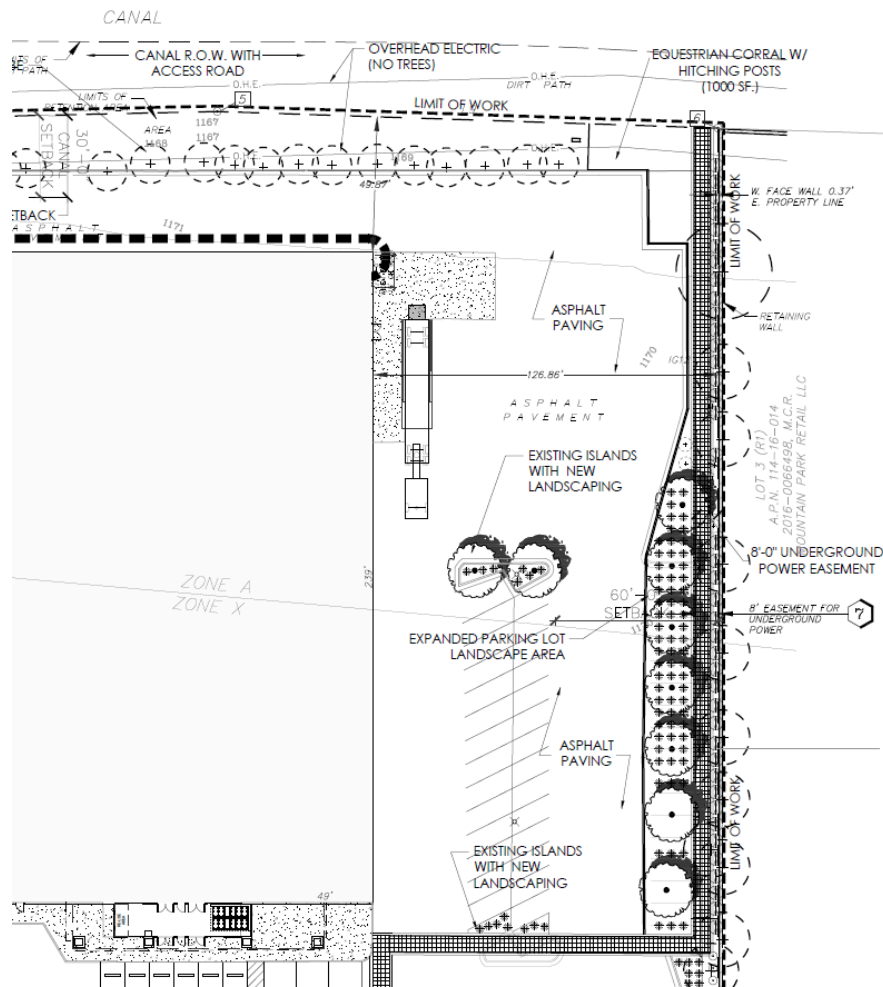 CANAL
CANAL R.O.W. WITH
ACCESS ROAD
OVERHEAD ELECTRIC
(NO TREES)
EQUESTRIAN CORRAL W/
HITCHING POSTS
(1000 SF.)
O.H.E.
O.H.E.
DIRT PATH
LIMITS OF
RETENTION AREA
5
LIMIT OF WORK
6
AREA
1168
1167
1167
O.H.E.
O.H.E.
1169
49.87'
30'-0"
CANAL
SETBACK
1171
ASPHALT
W. FACE WALL 0.37'
E. PROPERTY LINE
LIMIT OF WORK
RETAINING
WALL
ASPHALT
PAVING
1170
126.86'
ASPHALT
PAVEMENT
LOT 3 (R1)
A.P.N. 114-16-014
2016-0066498, M.C.R.
OUNTAIN PARK RETAIL LLC
EXISTING ISLANDS
WITH NEW
LANDSCAPING
8'-0" UNDERGROUND
POWER EASEMENT
ZONE A
ZONE X
239'
60'
SETBACK
8' EASEMENT FOR
UNDERGROUND
POWER
7
EXPANDED PARKING LOT
LANDSCAPE AREA
ASPHALT
PAVING
LIMIT OF WORK
EXISTING ISLANDS
WITH NEW
LANDSCAPING
49'